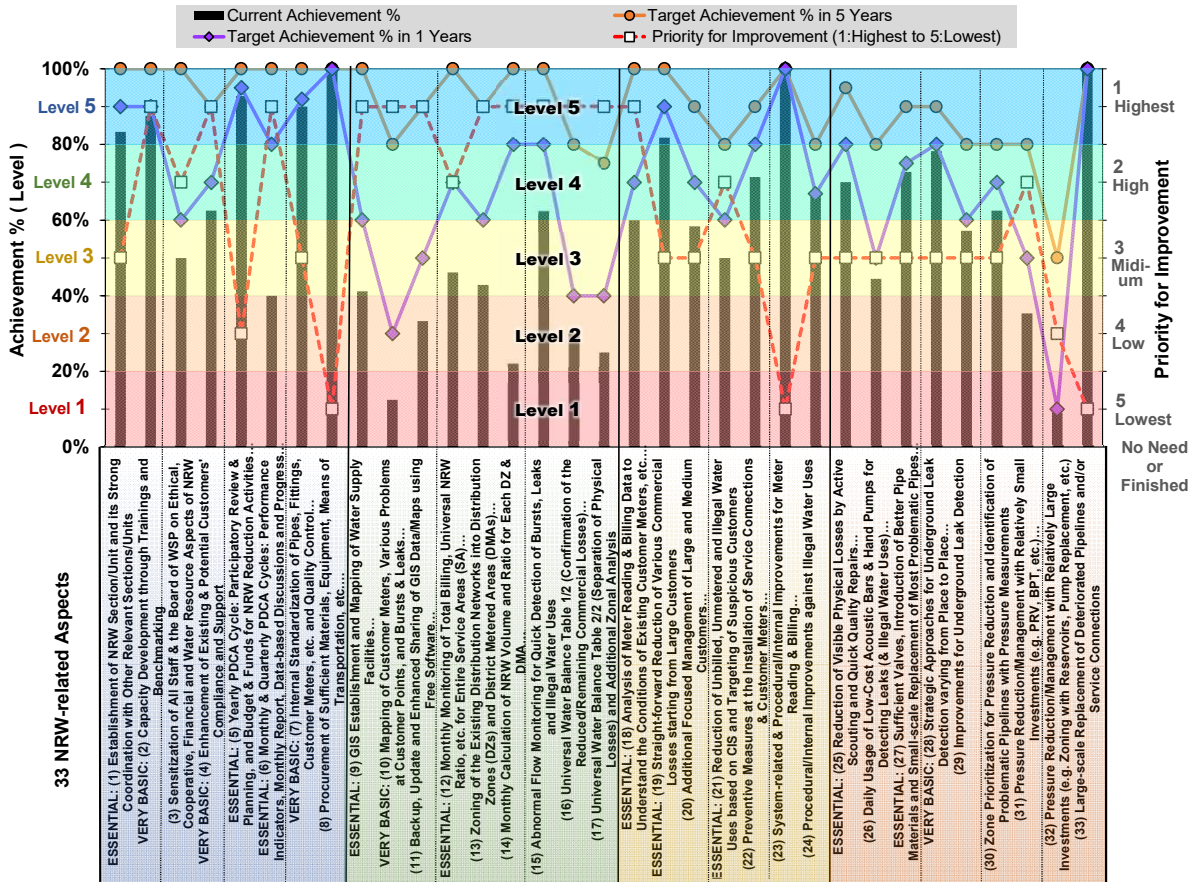 Current Achievement %
Target Achievement % in 5 Years
Target Achievement % in 1 Years
Priority for Improvement (1:Highest to 5:Lowest)
Achievement % ( Level )
100%
Level 5
80%
Level 4
60%
Level 3
40%
Level 2
20%
Level 1
0%
Level 5
Level 4
Level 3
Level 2
Level 1
1
Highest
2
High
3
Midi-
um
4
Low
5
Lowest
No Need
or
Finished
Priority for Improvement
33 NRW-related Aspects
ESSENTIAL: (1) Establishment of NRW Section/Unit and its Strong
Coordination with Other Relevant Sections/Units
VERY BASIC: (2) Capacity Development through Trainings and
Benchmarking
(3) Sensitization of All Staff & the Board of WSP on Ethical,
Cooperative, Financial and Water Resource Aspects of NRW
VERY BASIC: (4) Enhancement of Existing & Potential Customers'
Compliance and Support
ESSENTIAL: (5) Yearly PDCA Cycle: Participatory Review &
Planning, and Budget & Funds for NRW Reduction Activities…
ESSENTIAL: (6) Monthly & Quarterly PDCA Cycles: Performance
Indicators, Monthly Report, Data-based Discussions and Progress…
VERY BASIC: (7) Internal Standardization of Pipes, Fittings,
Customer Meters, etc. and Quality Control…
(8) Procurement of Sufficient Materials, Equipment, Means of
Transportation, etc.…
ESSENTIAL: (9) GIS Establishment and Mapping of Water Supply
Facilities…
VERY BASIC: (10) Mapping of Customer Meters, Various Problems
at Customer Points, and Bursts & Leaks…
(11) Backup, Update and Enhanced Sharing of GIS Data/Maps using
Free Software…
ESSENTIAL: (12) Monthly Monitoring of Total Billing, Universal NRW
Ratio, etc. for Entire Service Areas (SA)…
(13) Zoning of the Existing Distribution Networks into Distribution
Zones (DZs) and District Metered Areas (DMAs)…
(14) Monthly Calculation of NRW Volume and Ratio for Each DZ &
DMA…
(15) Abnormal Flow Monitoring for Quick Detection of Bursts, Leaks
and Illegal Water Uses
(16) Universal Water Balance Table 1/2 (Confirmation of the
Reduced/Remaining Commercial Losses)…
(17) Universal Water Balance Table 2/2 (Separation of Physical
Losses) and Additional Zonal Analysis
ESSENTIAL: (18) Analysis of Meter Reading & Billing Data to
Understand the Conditions of Existing Customer Meters, etc…
ESSENTIAL: (19) Straight-forward Reduction of Various Commercial
Losses starting from Large Customers
(20) Additional Focused Management of Large and Medium
Customers…
ESSENTIAL: (21) Reduction of Unbilled, Unmetered and Illegal Water
Uses based on CIS and Targeting of Suspicious Customers
(22) Preventive Measures at the Installation of Service Connections
& Customer Meters…
(23) System-related & Procedural/Internal Improvements for Meter
Reading & Billing…
(24) Procedural/Internal Improvements against Illegal Water Uses
ESSENTIAL: (25) Reduction of Visible Physical Losses by Active
Scouting and Quick Quality Repairs…
(26) Daily Usage of Low-Cost Acoustic Bars & Hand Pumps for
Detecting Leaks (& Illegal Water Uses)…
ESSENTIAL: (27) Sufficient Valves, Introduction of Better Pipe
Materials and Small-scale Replacement of Most Problematic Pipes…
VERY BASIC: (28) Strategic Approaches for Underground Leak
Detection varying from Place to Place…
(29) Improvements for Underground Leak Detection
(30) Zone Prioritization for Pressure Reduction and Identification of
Problematic Pipelines with Pressure Measurements
(31) Pressure Reduction/Management with Relatively Small
Investments (e.g. PRV, BPT, etc.)…
(32) Pressure Reduction/Management with Relatively Large
Investments (e.g. Zoning with Reservoirs, Pump Replacement, etc.)
(33) Large-scale Replacement of Deteriorated Pipelines and/or
Service Connections